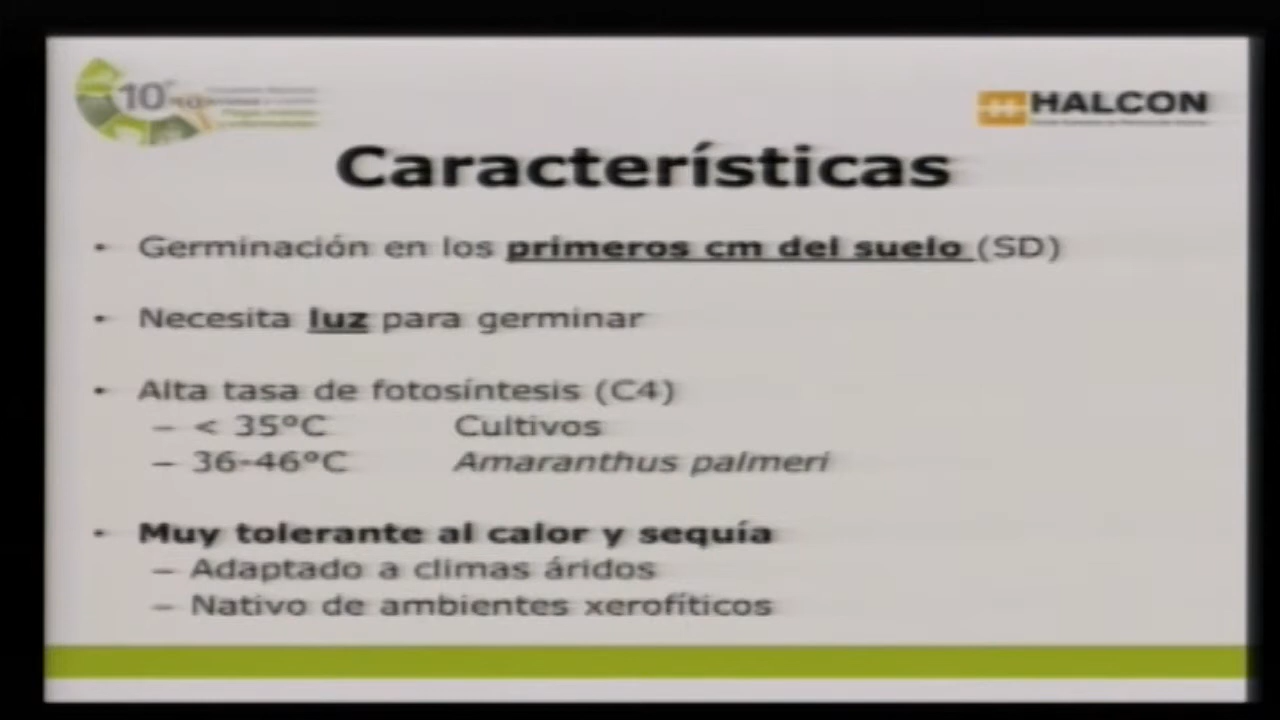 10º
HALCON
Características
• Germinación en los primeros cm del suelo (SD)
• Necesita luz para germinar
• Alta tasa de fotosíntesis (C4)
– < 35°C Cultivos
– 36-46°C Amaranthus palmeri
• Muy tolerante al calor y sequía
– Adaptado a climas áridos
– Nativo de ambientes xerofíticos